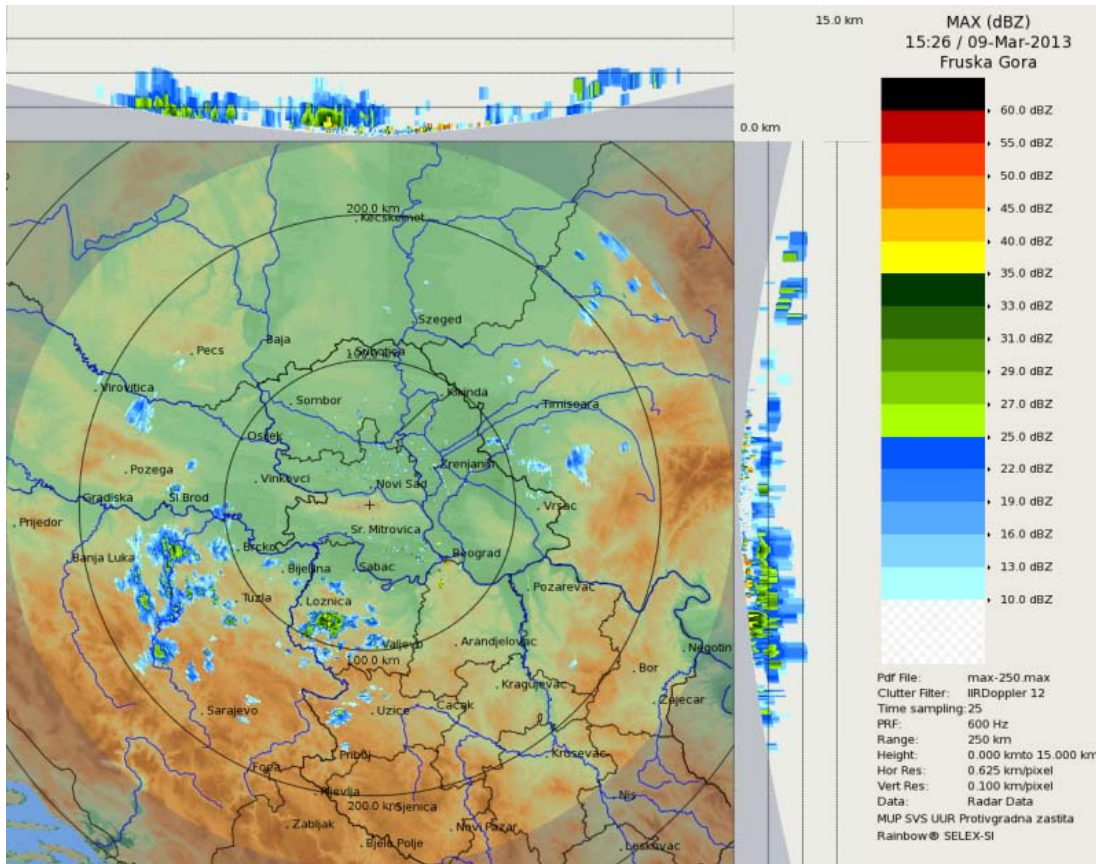 15.0 km
0.0 km
MAX (dBZ)
15:26 / 09-Mar-2013
Fruska Gora
60.0 dBZ
55.0 dBZ
50.0 dBZ
45.0 dBZ
40.0 dBZ
35.0 dBZ
33.0 dBZ
31.0 dBZ
29.0 dBZ
27.0 dBZ
25.0 dBZ
22.0 dBZ
19.0 dBZ
16.0 dBZ
13.0 dBZ
10.0 dBZ
Pdf File: max-250.max
Clutter Filter: IIRDoppler 12
Time sampling: 25
PRF: 600 Hz
Range: 250 km
Height: 0.000 kmto 15.000 km
Hor Res: 0.625 km/pixel
Vert Res: 0.100 km/pixel
Data: Radar Data
MUP SVS UUR Protivgradna zastita
Rainbow® SELEX-SI
200.0 km
Kecskemet
Szeged
Baja
Pecs
Subotica
100.0 km
Virovitica
Kikinda
Sombor
Timisoara
Osijek
Zrenjanin
Pozega
Vinkovci
Novi Sad
Gradiska
Sl Brod
Vrsac
Prijedor
Sr. Mitrovica
Banja Luka
Brcko
Beograd
Bijeljina
Sabac
Pozarevac
Tuzla
Loznica
Valjevo
Arandjelovac
Negotin
100.0 km
Bor
Kragujevac
Zajecar
Sarajevo
Uzice
Cacak
Priboj
Krusevac
Foca
Pljevlja
Nis
200.0 km
Sjenica
Zabljak
Novi Pazar
Bjelo Polje
Leskovac